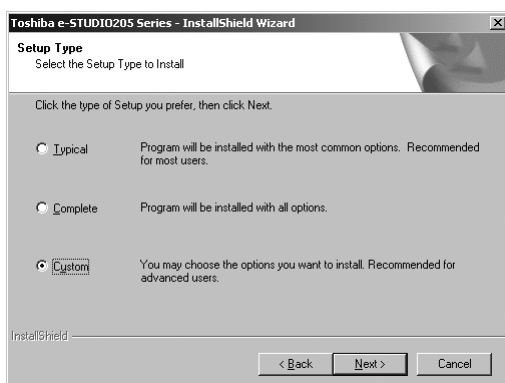 Toshiba e-STUDIO205 Series - InstallShield Wizard
Setup Type
Select the Setup Type to Install
Click the type of Setup you prefer, then click Next.
Typical
Program will be installed with the most common options. Recommended
for most users.
Complete
Program will be installed with all options.
Custom
You may choose the options you want to install. Recommended for
advanced users.
InstallShield
< Back
Next >
Cancel